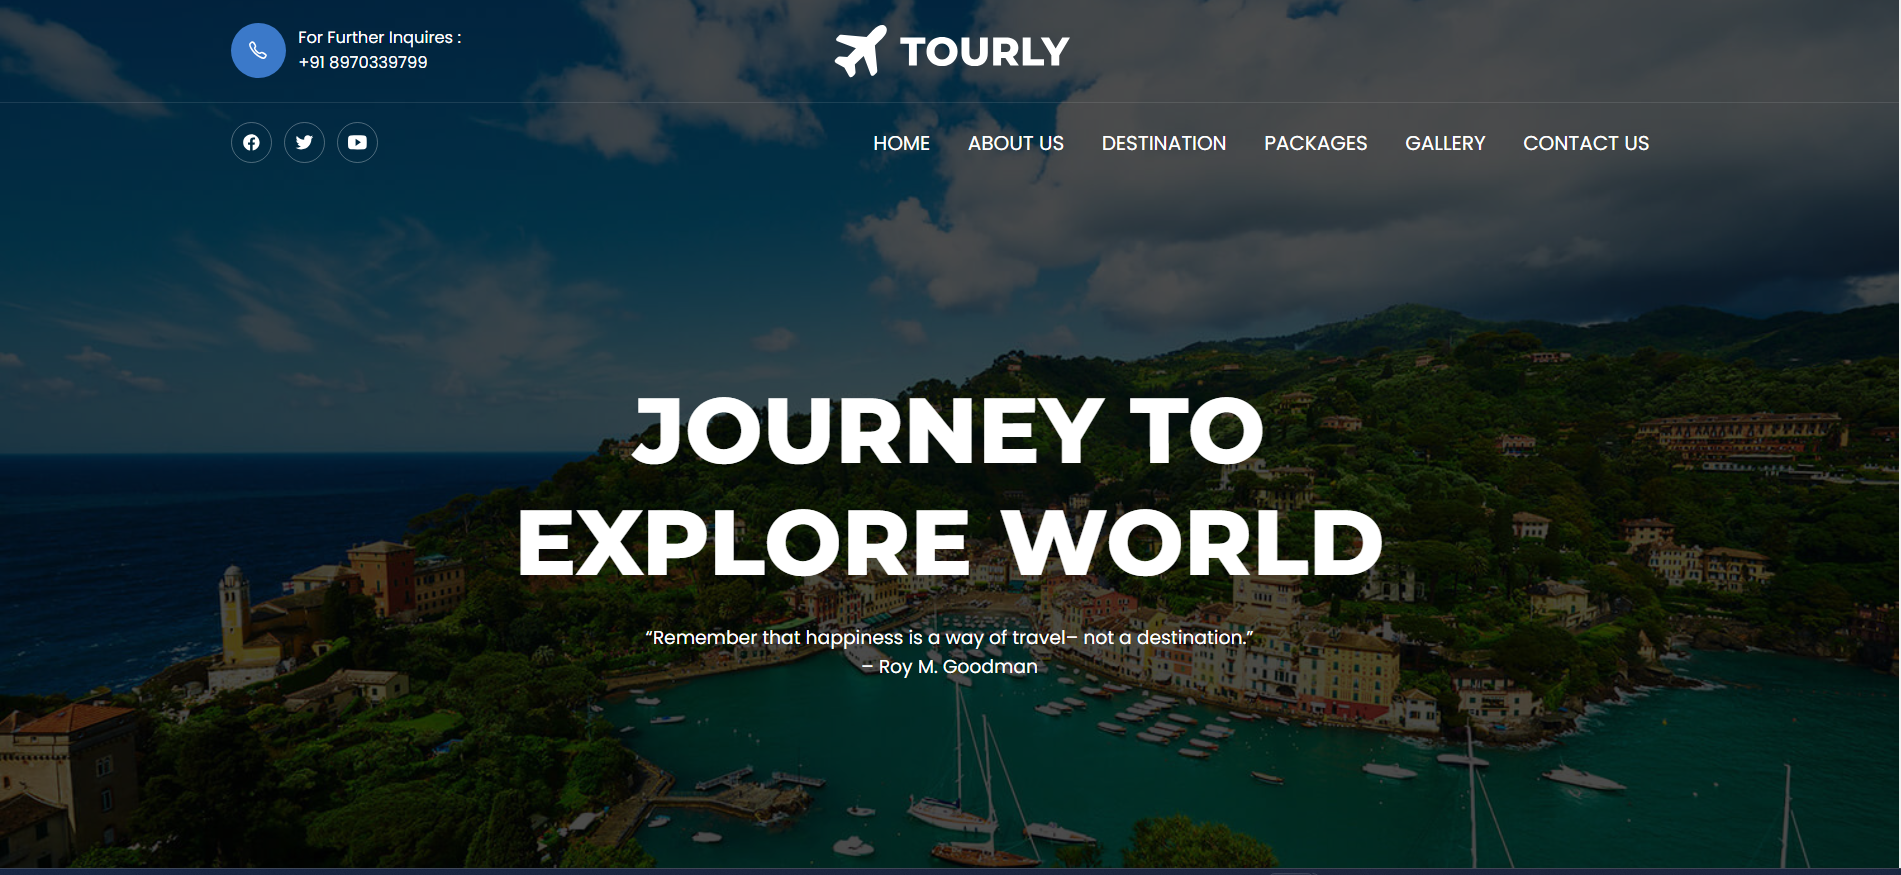 For Further Inquires :
+91 8970339799
TOURLY
HOME ABOUT US DESTINATION PACKAGES GALLERY CONTACT US
JOURNEY TO
EXPLORE WORLD
“Remember that happiness is a way of travel– not a destination.”
– Roy M. Goodman